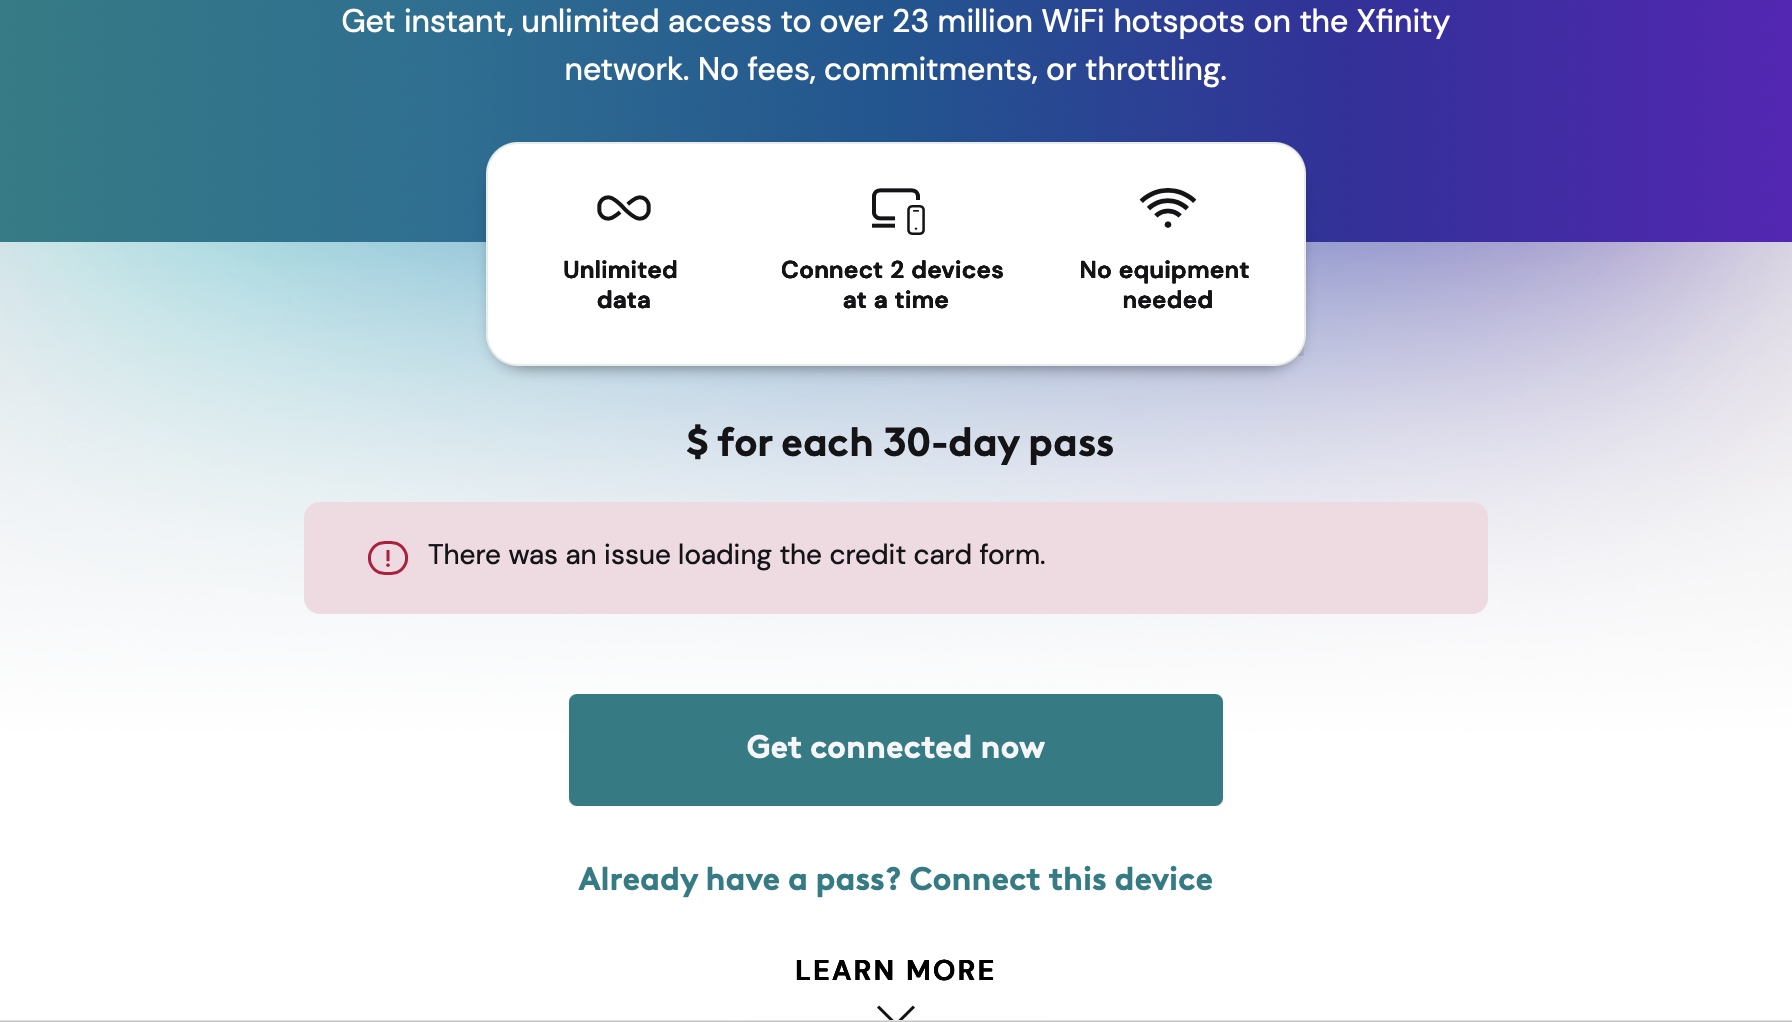 Get instant, unlimited access to over 23 million WiFi hotspots on the Xfinity
network. No fees, commitments, or throttling.
Unlimited
data
Connect 2 devices
at a time
No equipment
needed
$ for each 30-day pass
There was an issue loading the credit card form.
Get connected now
Already have a pass? Connect this device
LEARN MORE